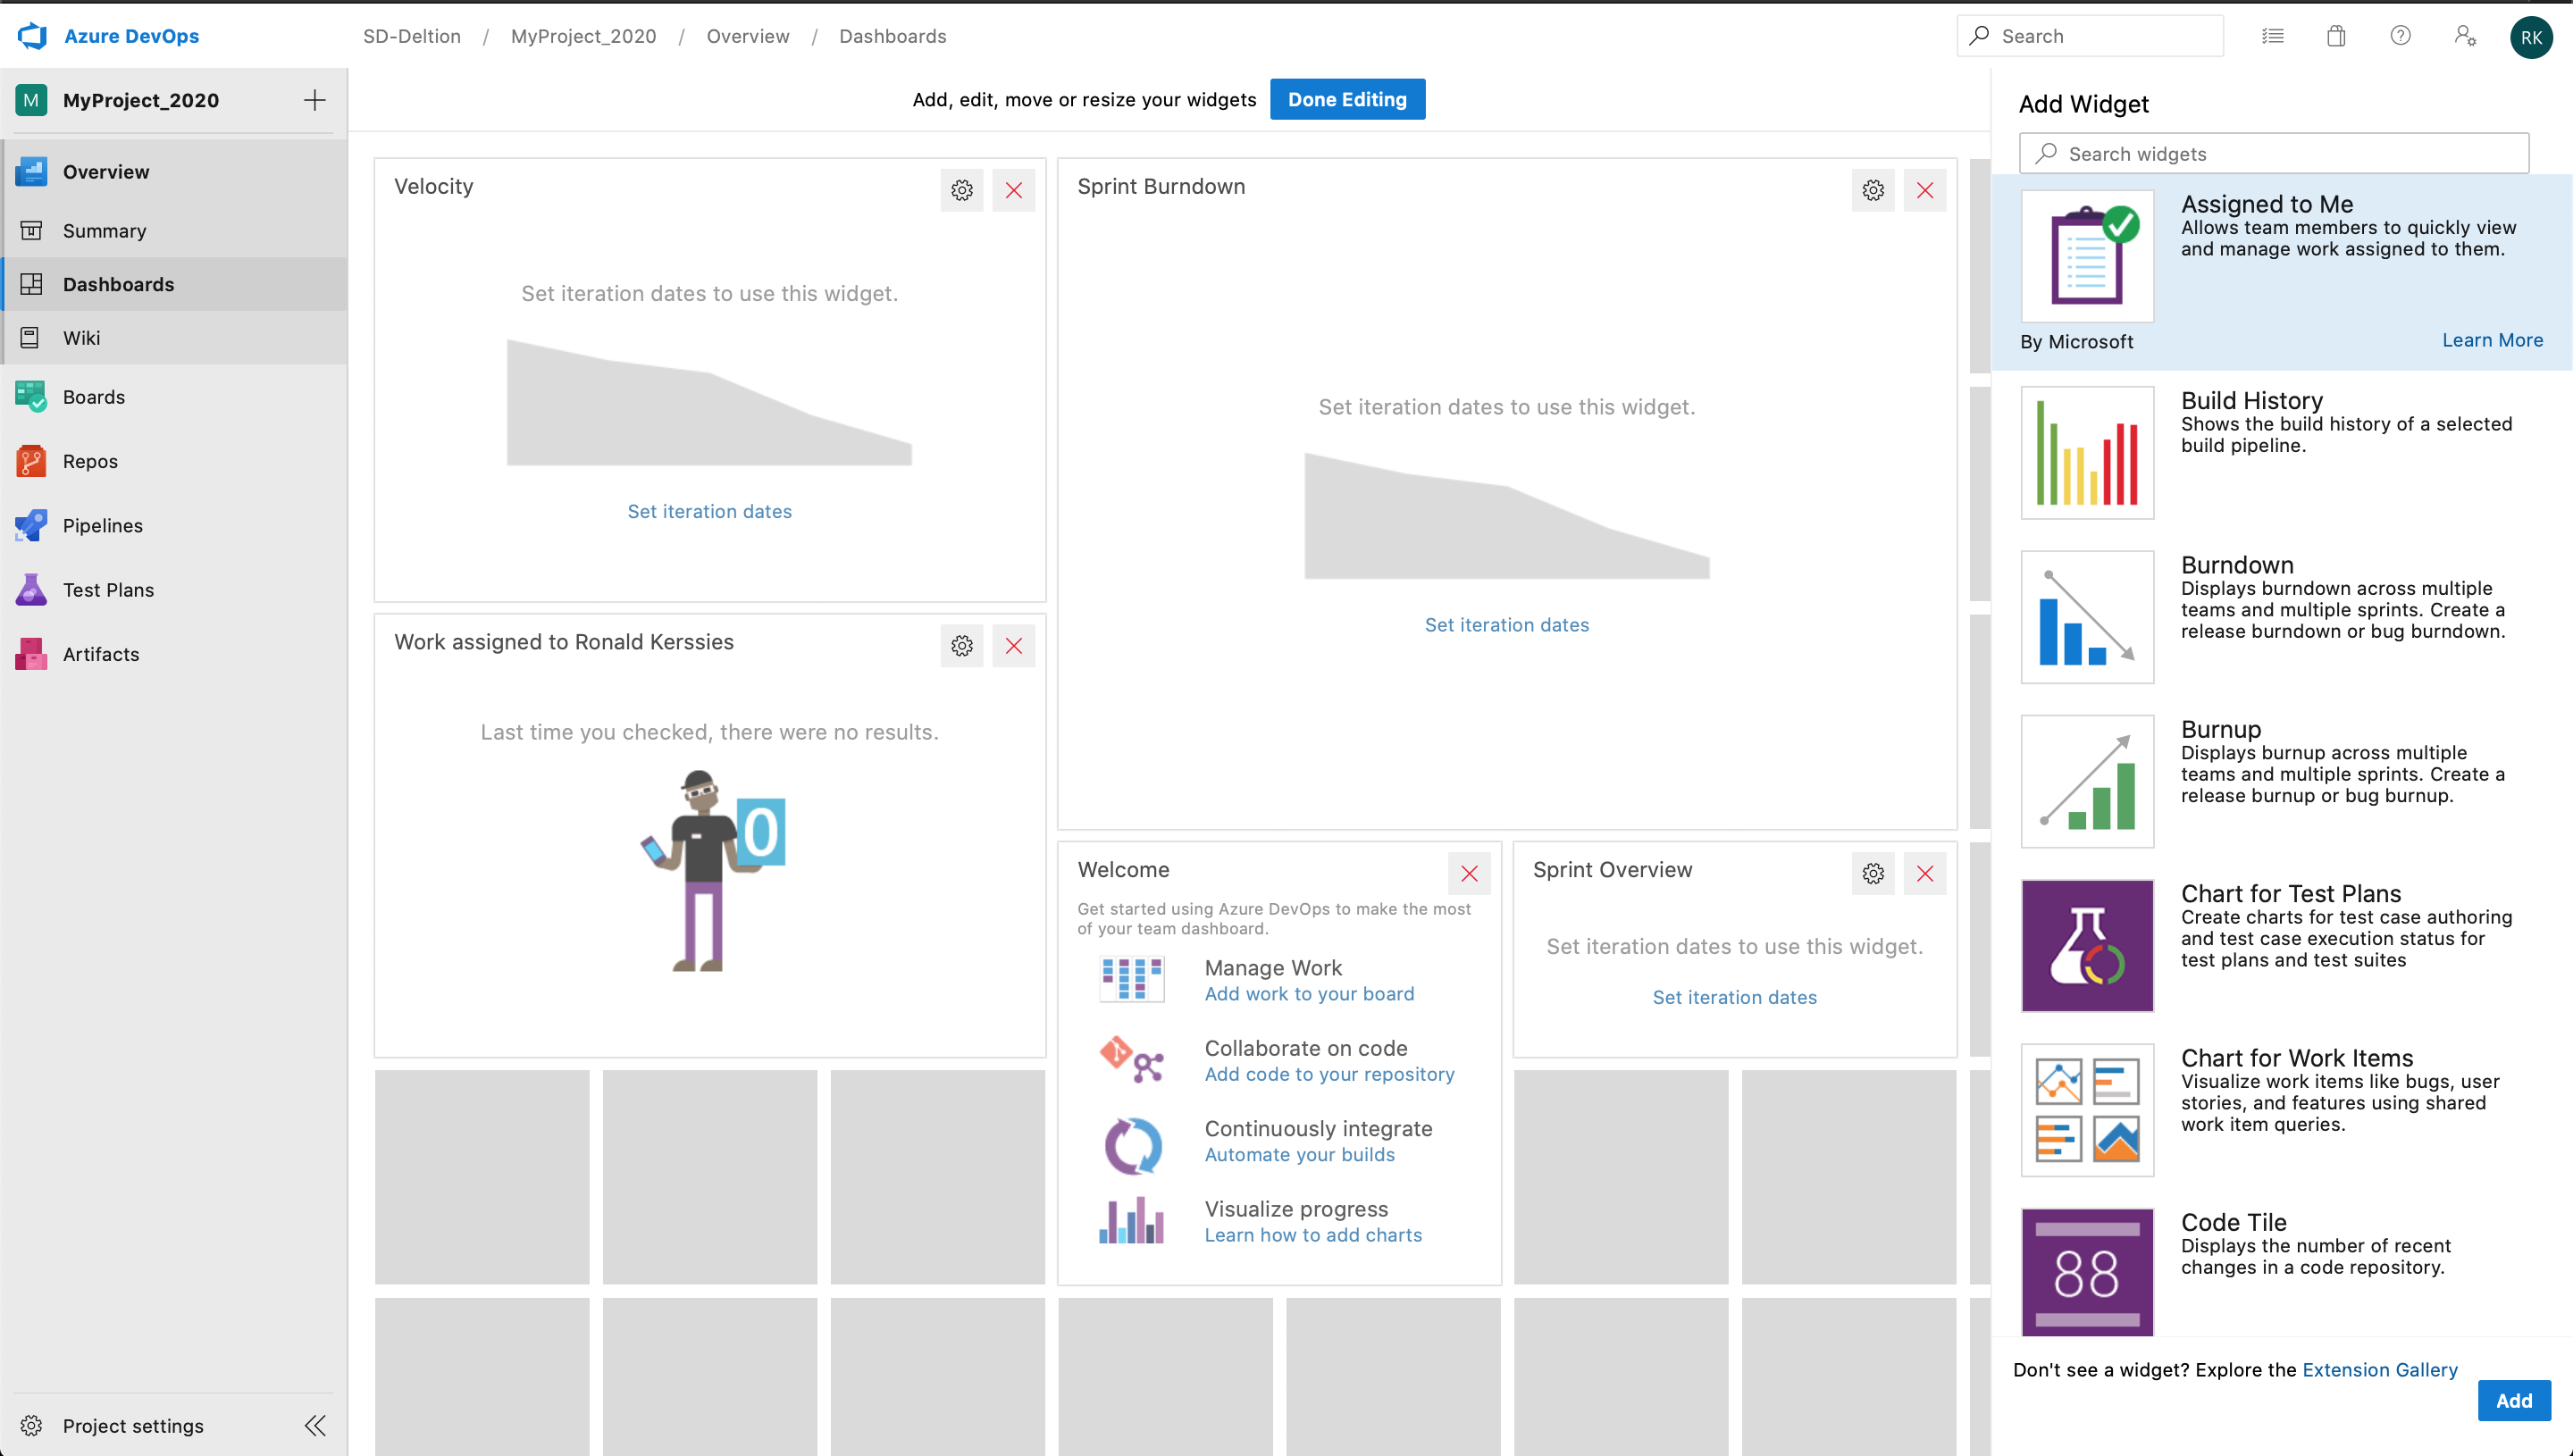 Azure DevOps
SD-Deltion / MyProject_2020 / Overview / Dashboards
Search
RK
M MyProject_2020
Overview
Summary
Dashboards
Wiki
Boards
Repos
Pipelines
Test Plans
Artifacts
Project settings
Add, edit, move or resize your widgets
Done Editing
Velocity
Set iteration dates to use this widget.
Set iteration dates
Sprint Burndown
Set iteration dates to use this widget.
Set iteration dates
Work assigned to Ronald Kerssies
Last time you checked, there were no results.
0
Welcome
Get started using Azure DevOps to make the most
of your team dashboard.
Manage Work
Add work to your board
Collaborate on code
Add code to your repository
Continuously integrate
Automate your builds
Visualize progress
Learn how to add charts
Sprint Overview
Set iteration dates to use this widget.
Set iteration dates
Add Widget
Search widgets
Assigned to Me
Allows team members to quickly view
and manage work assigned to them.
By Microsoft
Learn More
Build History
Shows the build history of a selected
build pipeline.
Burndown
Displays burndown across multiple
teams and multiple sprints. Create a
release burndown or bug burndown.
Burnup
Displays burnup across multiple
teams and multiple sprints. Create a
release burnup or bug burnup.
Chart for Test Plans
Create charts for test case authoring
and test case execution status for
test plans and test suites
Chart for Work Items
Visualize work items like bugs, user
stories, and features using shared
work item queries.
88
Code Tile
Displays the number of recent
changes in a code repository.
Don't see a widget? Explore the Extension Gallery
Add